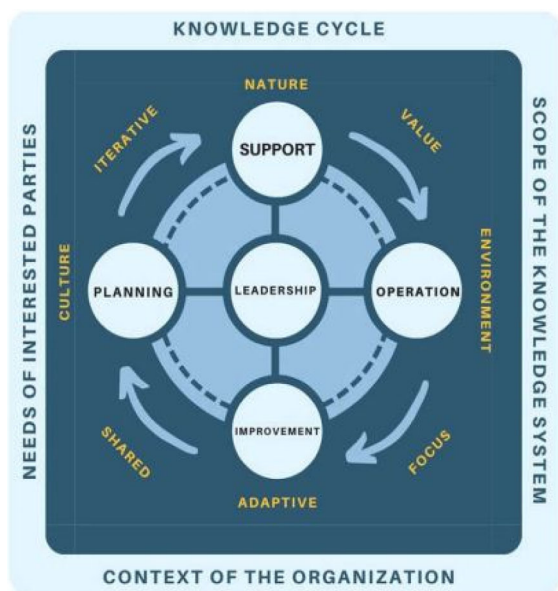 KNOWLEDGE CYCLE
NATURE
ITERATIVE
VALUE
SUPPORT
NEEDS OF INTERESTED PARTIES
SCOPE OF THE KNOWLEDGE SYSTEM
CULTURE
PLANNING
LEADERSHIP
OPERATION
ENVIRONMENT
IMPROVEMENT
SHARED
FOCUS
ADAPTIVE
CONTEXT OF THE ORGANIZATION